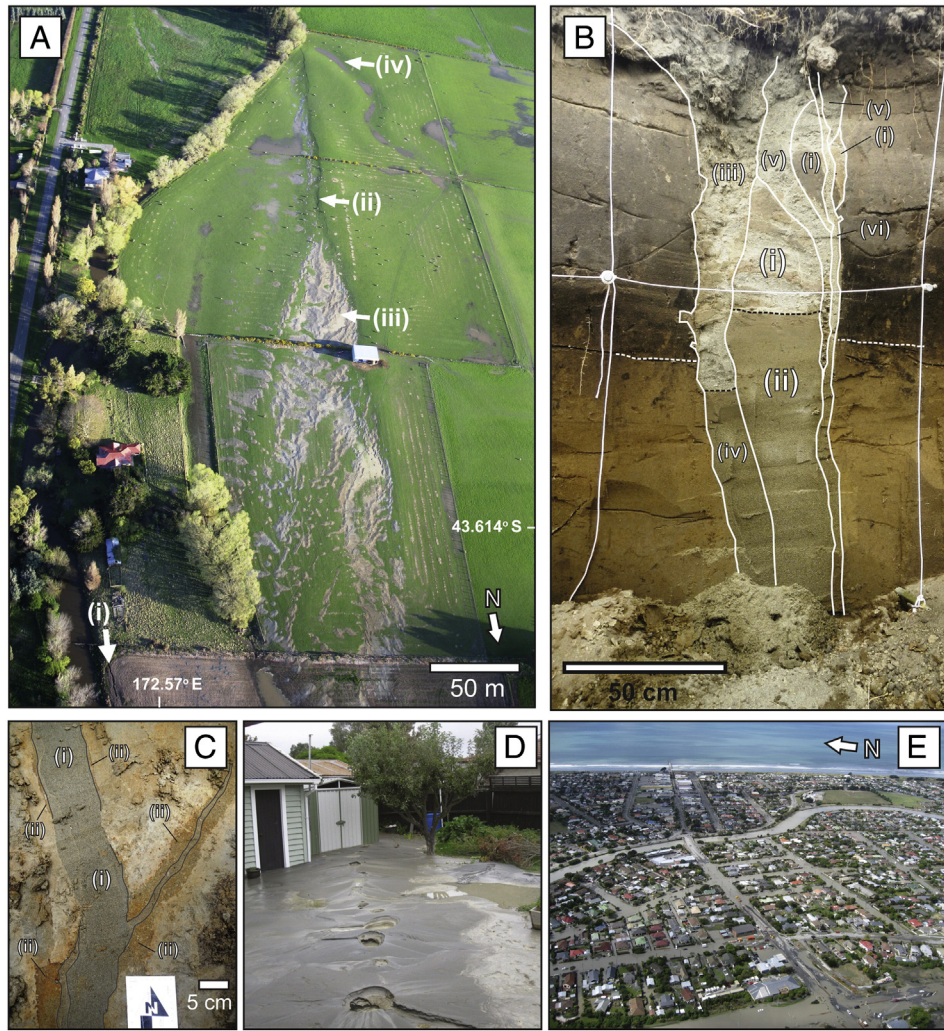 A
(iv)
(ii)
(iii)
43.614° S
N
(i)
172.57° E
50 m
B
(v)
(i)
(v)
(i)
(iii)
(vi)
(i)
(ii)
(iv)
50 cm
C
(i)
(ii)
(ii)
(ii)
(i)
(ii)
(ii)
N
5 cm
D
E
N